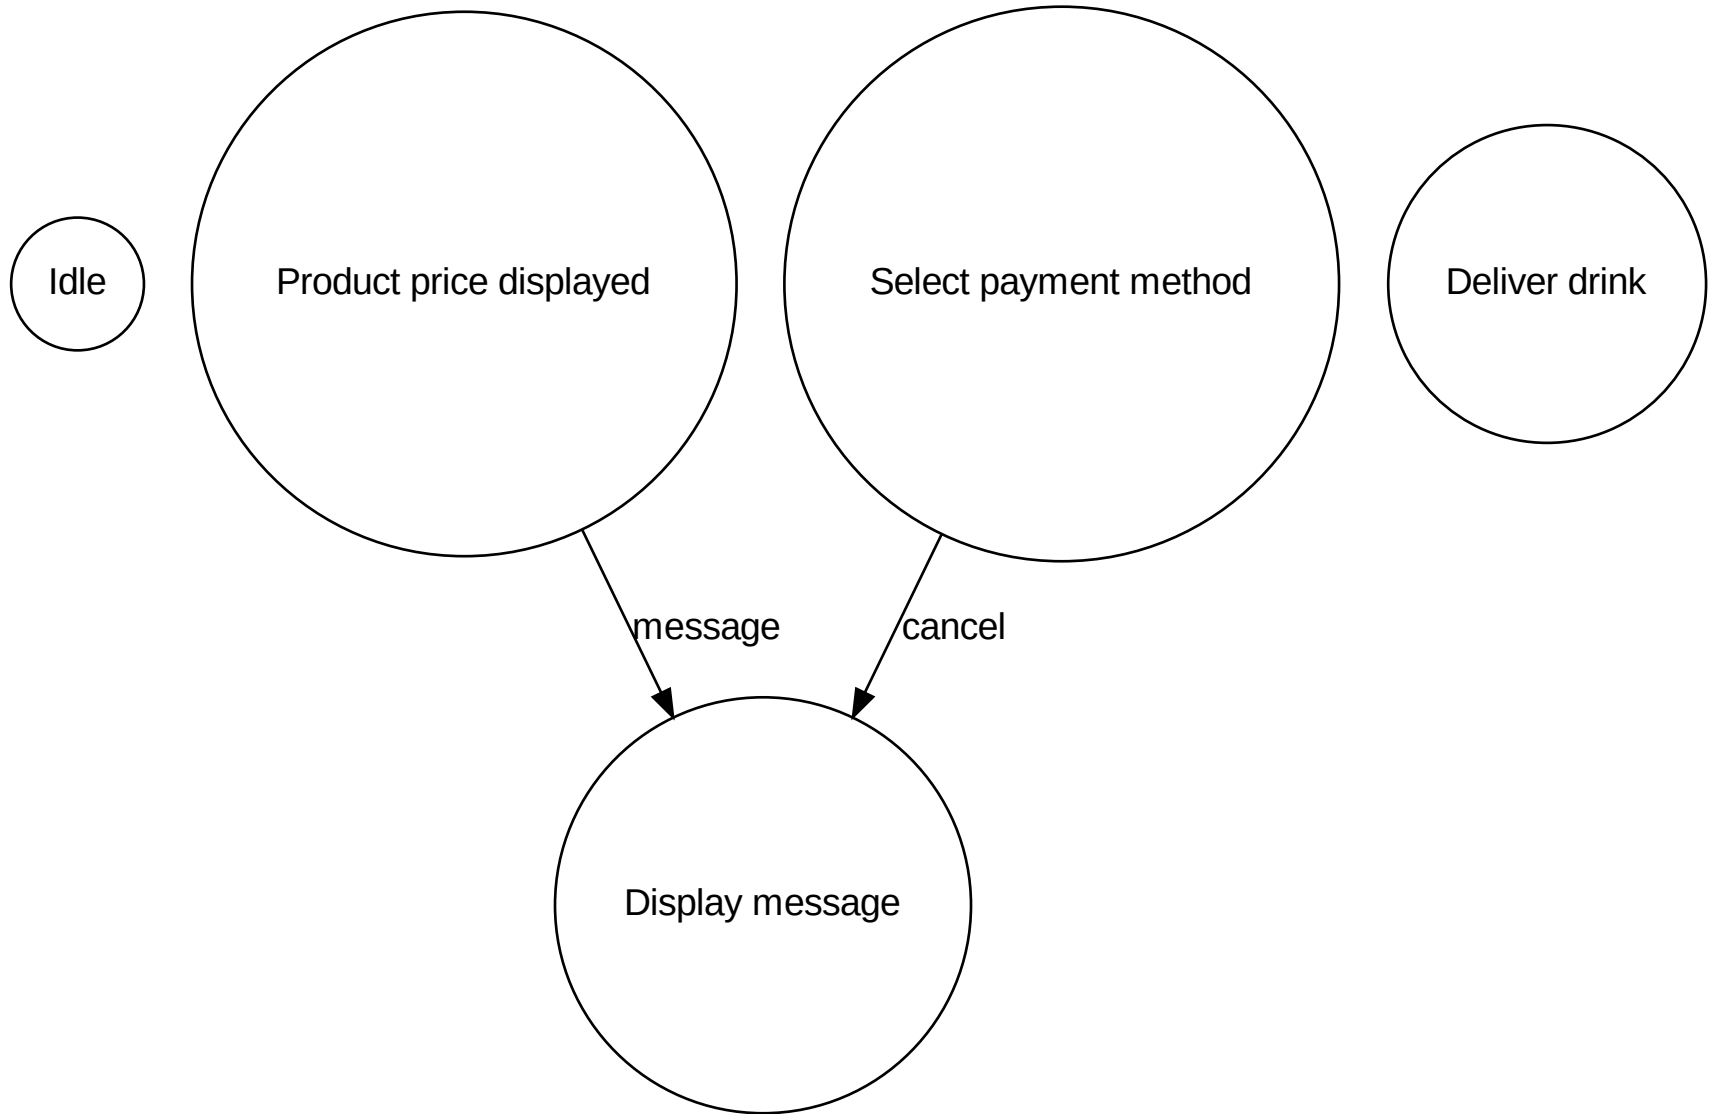 Idle
Product price displayed
Select payment method
Deliver drink
message
cancel
Display message